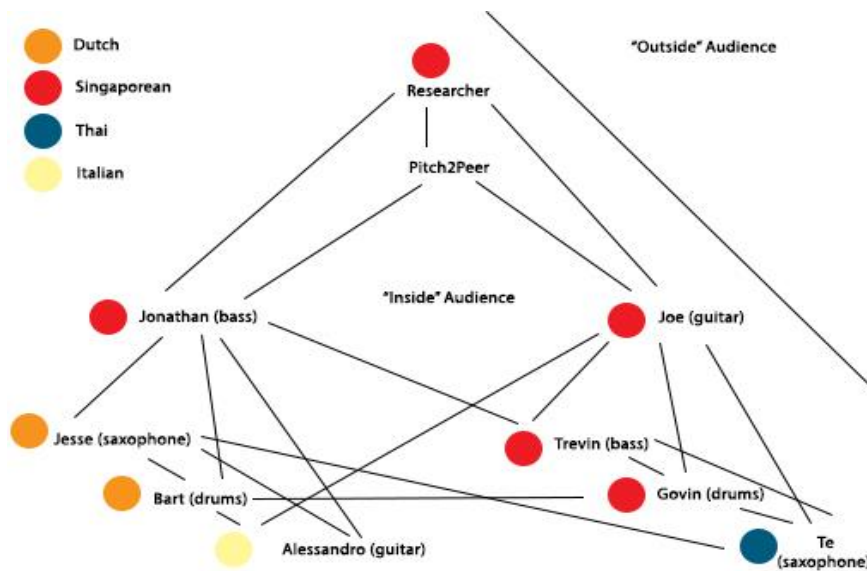 Dutch
Singaporean
Thai
Italian
"Outside" Audience
Researcher
Pitch2Peer
"Inside" Audience
Jonathan (bass)
Joe (guitar)
Jesse (saxophone)
Trevin (bass)
Bart (drums)
Govin (drums)
Alessandro (guitar)
Te
(saxophone)